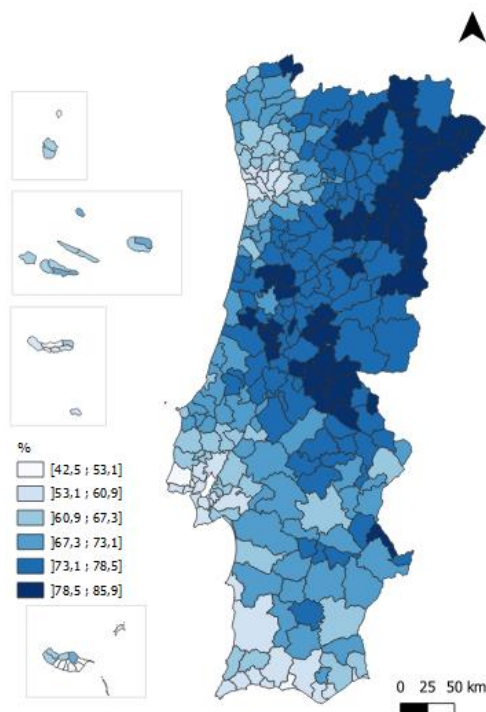 %
[42,5 ; 53,1]
]53,1 ; 60,9]
]60,9 ; 67,3]
]67,3 ; 73,1]
]73,1 ; 78,5]
]78,5 ; 85,9]
0 25 50 km